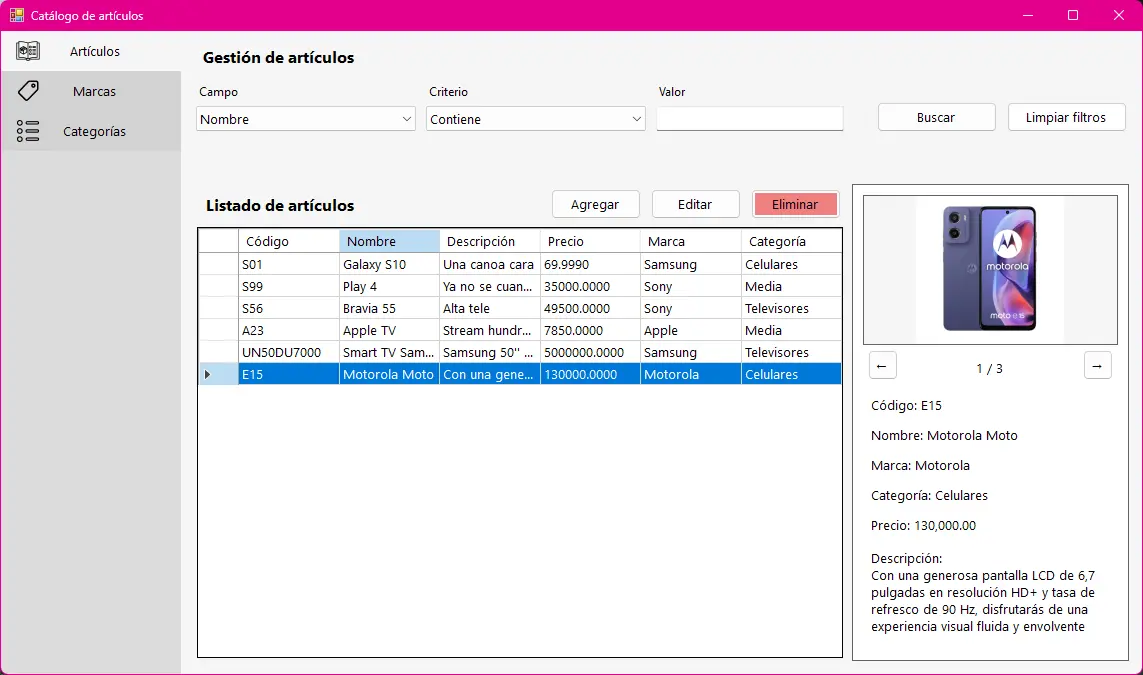 Catálogo de artículos
Artículos
Marcas
Categorías
Gestión de artículos
Campo Criterio Valor
Nombre Contiene Buscar Limpiar filtros
Listado de artículos Agregar Editar Eliminar
Código Nombre Descripción Precio Marca Categoría
S01 Galaxy S10 Una canoa cara 69.9990 Samsung Celulares
S99 Play 4 Ya no se cuan... 35000.0000 Sony Media
S56 Bravia 55 Alta tele 49500.0000 Sony Televisores
A23 Apple TV Stream hundr... 7850.0000 Apple Media
UN50DU7000 Smart TV Sam... Samsung 50'' ... 5000000.0000 Samsung Televisores
E15 Motorola Moto Con una gene... 130000.0000 Motorola Celulares
motorola
moto e15
← 1 / 3 →
Código: E15
Nombre: Motorola Moto
Marca: Motorola
Categoría: Celulares
Precio: 130,000.00
Descripción:
Con una generosa pantalla LCD de 6,7
pulgadas en resolución HD+ y tasa de
refresco de 90 Hz, disfrutarás de una
experiencia visual fluida y envolvente